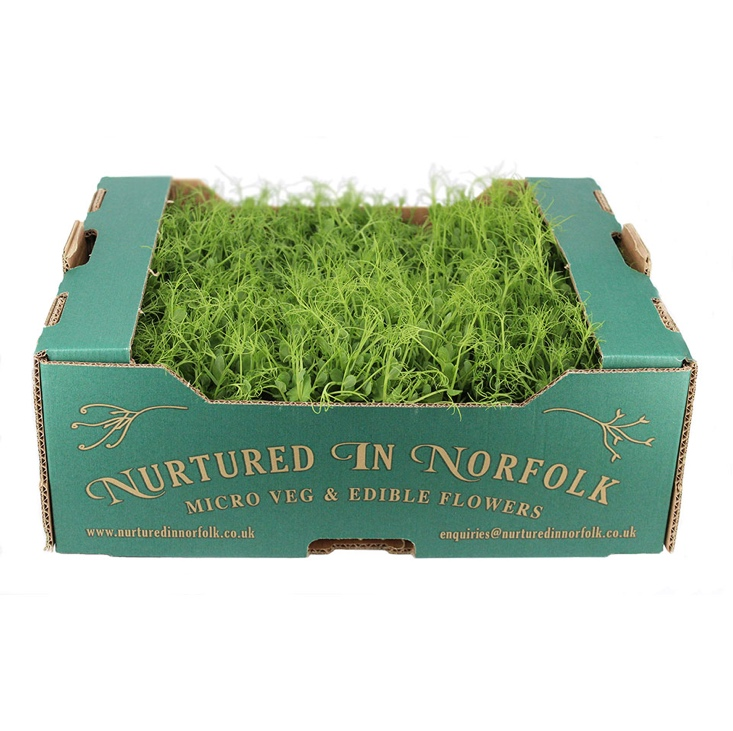 NURTURED IN NORFOLK
MICRO VEG & EDIBLE FLOWERS
www.nurturedinnorfolk.co.uk
enquiries@nurturedinnorfolk.co.uk